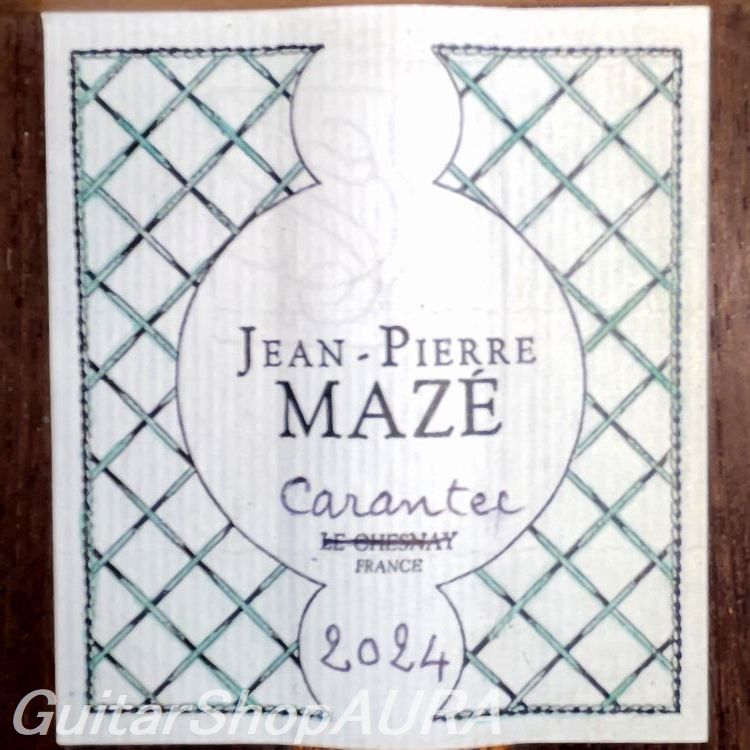 JEAN-PIERRE
MAZÉ
Carantec
LE CHESNAY
FRANCE
2024
GuitarShopAURA